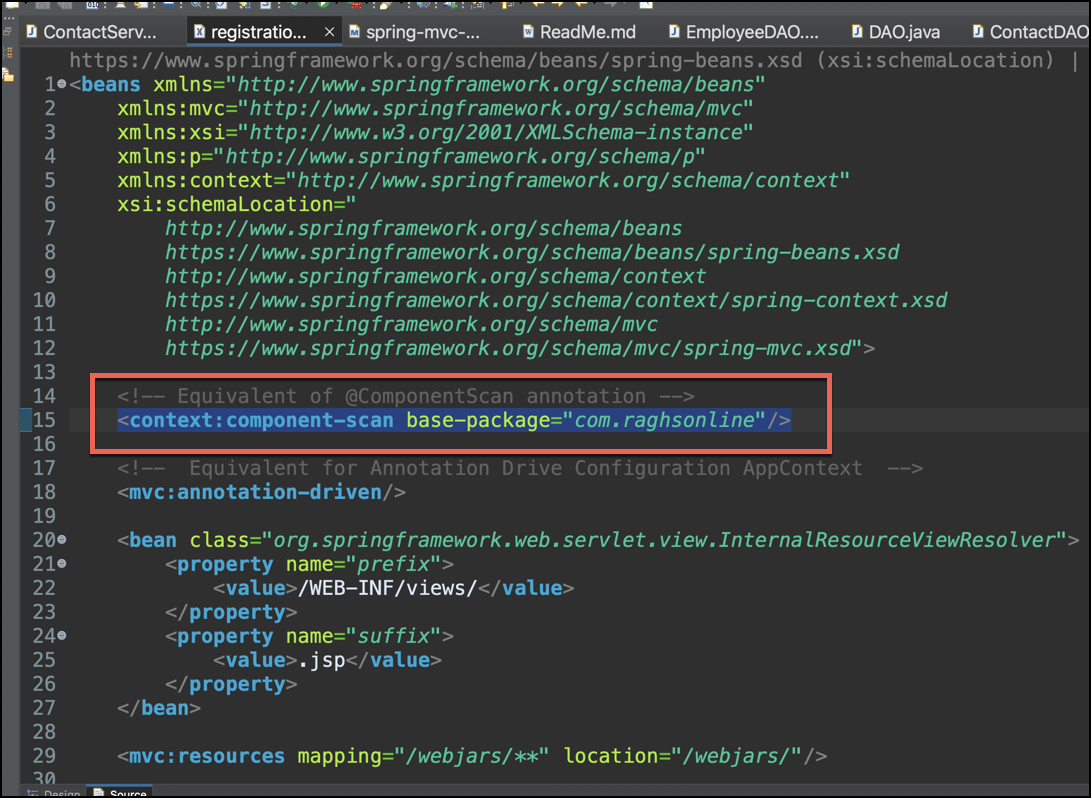 ContactServ... registratio... × spring-mvc-... ReadMe.md EmployeeDAO.... DAO.java ContactDAO
https://www.springframework.org/schema/beans/spring-beans.xsd (xsi:schemaLocation) |
1 <beans xmlns="http://www.springframework.org/schema/beans"
2 xmlns:mvc="http://www.springframework.org/schema/mvc"
3 xmlns:xsi="http://www.w3.org/2001/XMLSchema-instance"
4 xmlns:p="http://www.springframework.org/schema/p"
5 xmlns:context="http://www.springframework.org/schema/context"
6 xsi:schemaLocation="
7 http://www.springframework.org/schema/beans
8 https://www.springframework.org/schema/beans/spring-beans.xsd
9 http://www.springframework.org/schema/context
10 https://www.springframework.org/schema/context/spring-context.xsd
11 http://www.springframework.org/schema/mvc
12 https://www.springframework.org/schema/mvc/spring-mvc.xsd">
13
14 <!-- Equivalent of @ComponentScan annotation -->
15 <context:component-scan base-package="com.raghsonline"/>
16
17 <!-- Equivalent for Annotation Drive Configuration AppContext -->
18 <mvc:annotation-driven/>
19
20 <bean class="org.springframework.web.servlet.view.InternalResourceViewResolver">
21 <property name="prefix">
22 <value>/WEB-INF/views/</value>
23 </property>
24 <property name="suffix">
25 <value>.jsp</value>
26 </property>
27 </bean>
28
29 <mvc:resources mapping="/webjars/**" location="/webjars/"/>
30
Design Source